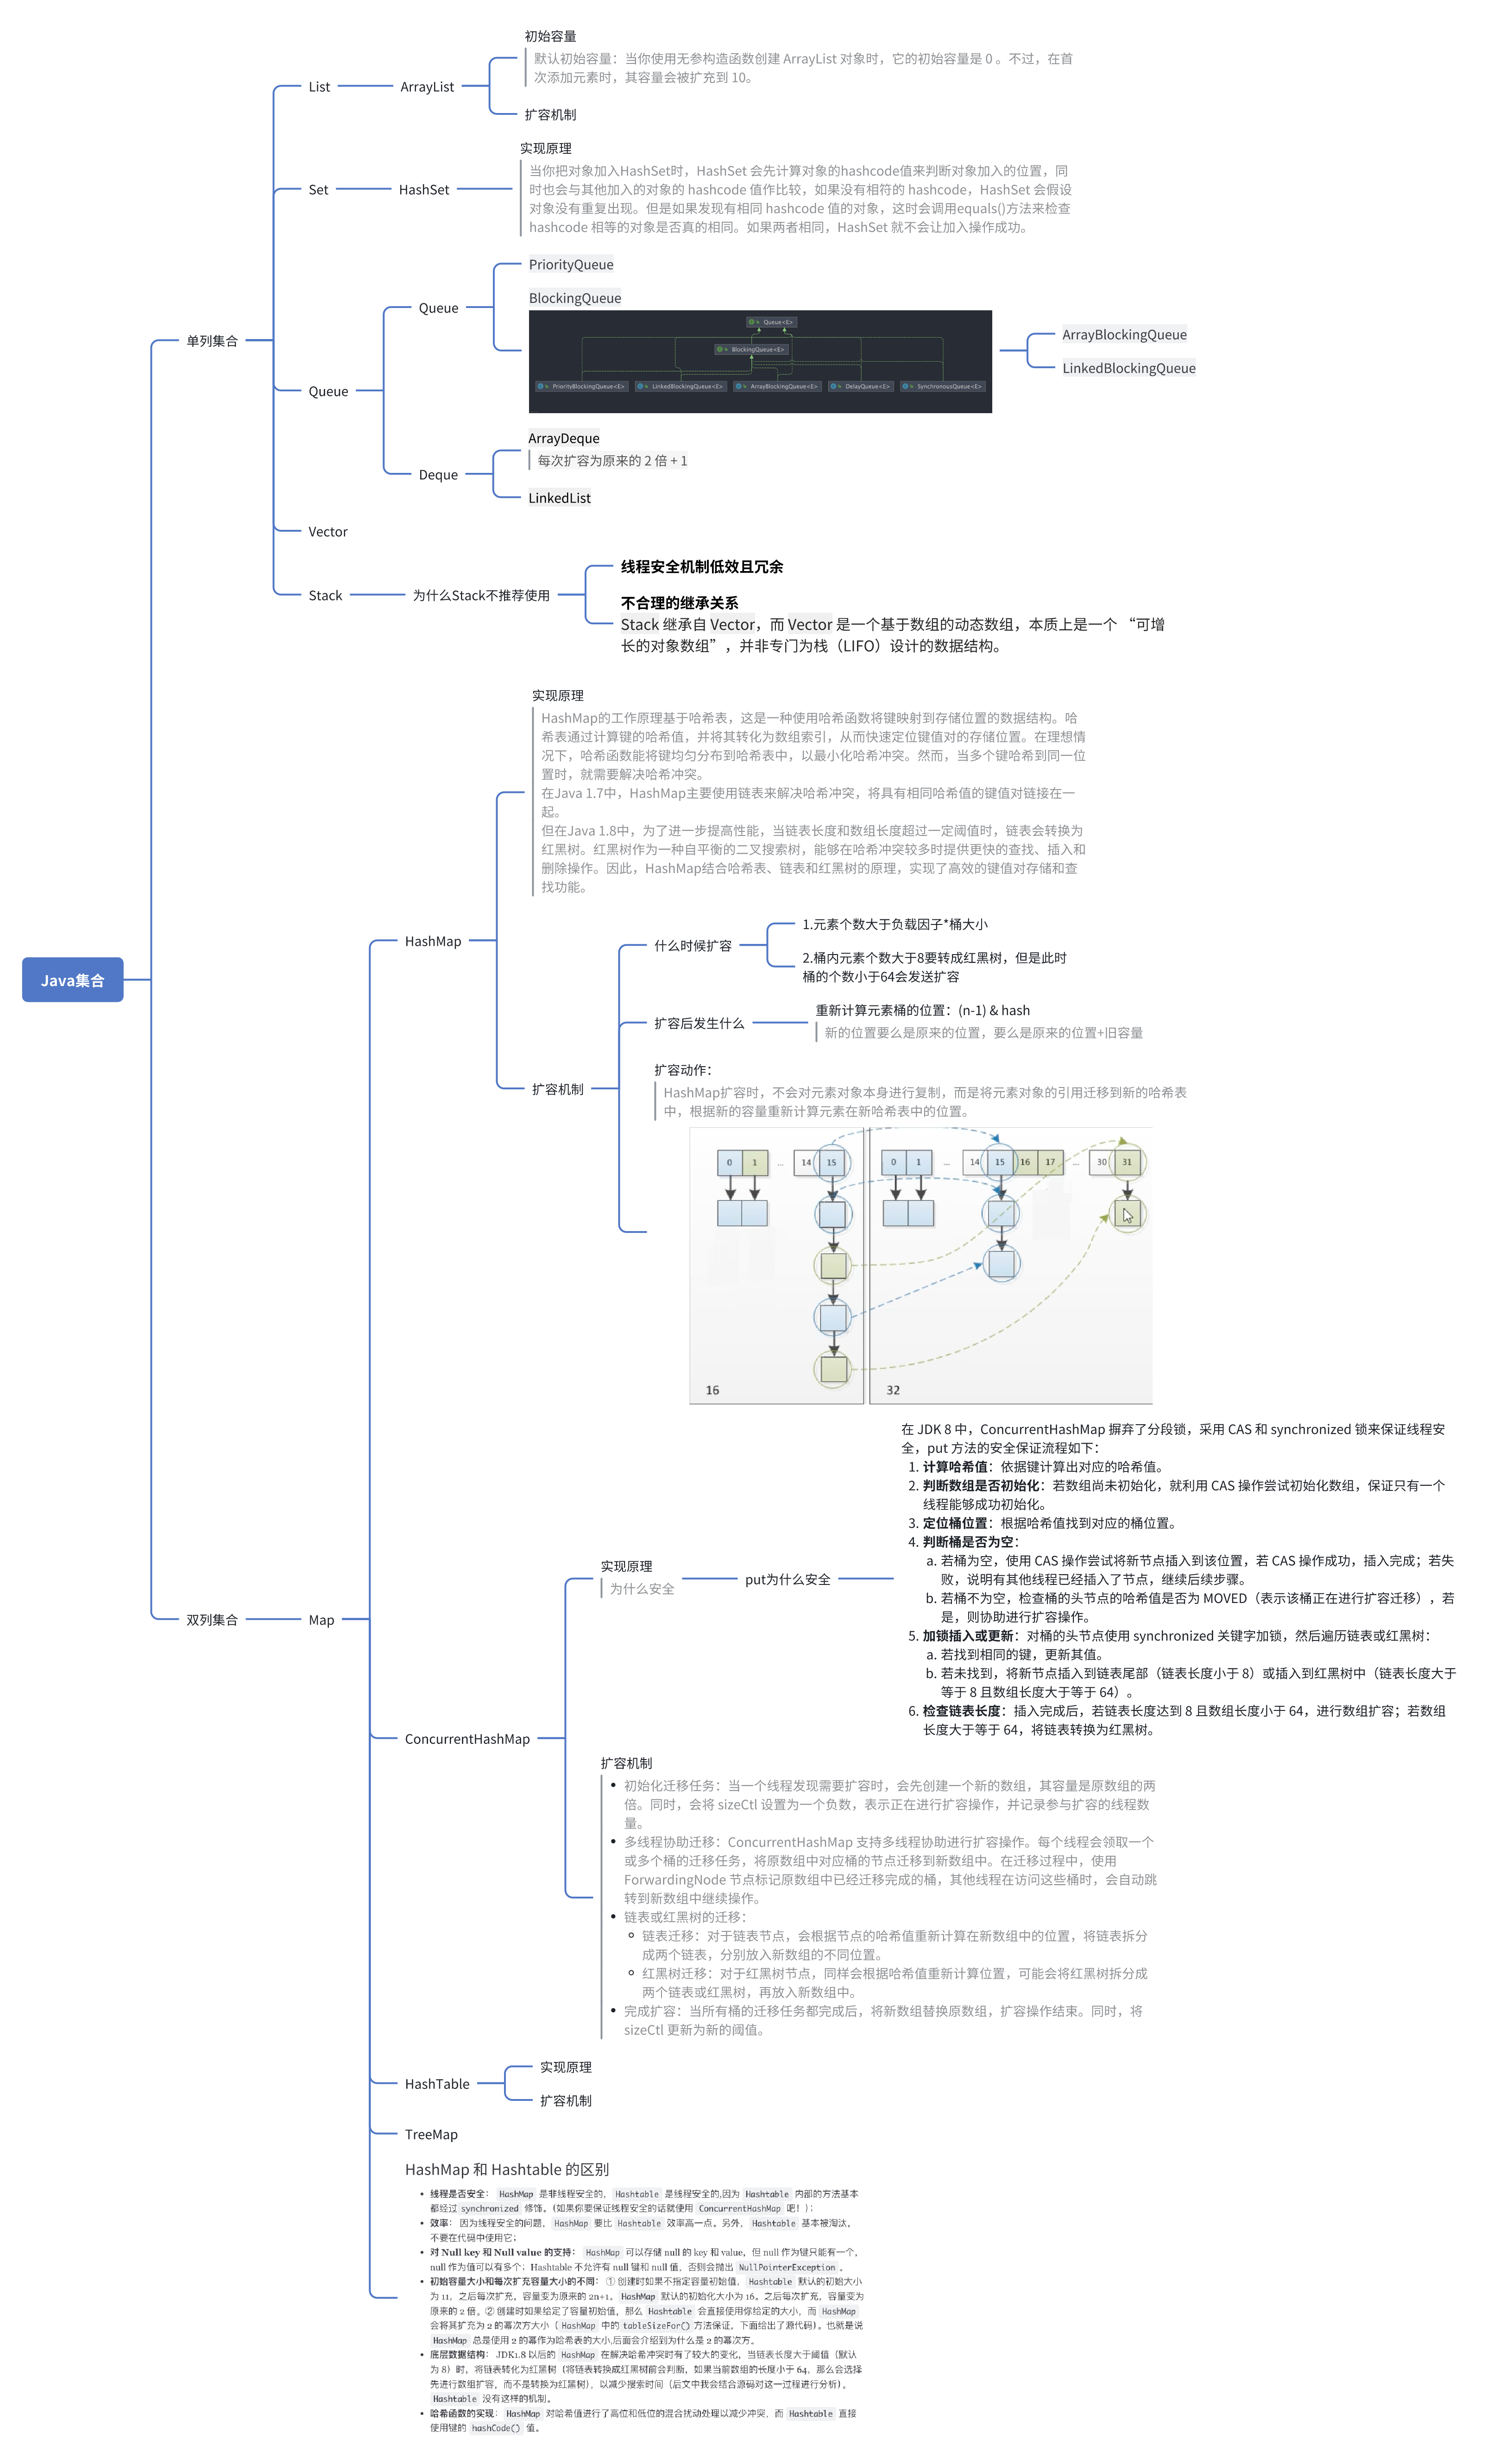 Java集合
单列集合
List
ArrayList
初始容量
默认初始容量：当你使用无参构造函数创建 ArrayList 对象时，它的初始容量是 0 。不过，在首
次添加元素时，其容量会被扩充到 10。
扩容机制
Set
HashSet
实现原理
当你把对象加入HashSet时，HashSet 会先计算对象的hashcode值来判断对象加入的位置，同
时也会与其他加入的对象的 hashcode 值作比较，如果没有相符的 hashcode，HashSet 会假设
对象没有重复出现。但是如果发现有相同 hashcode 值的对象，这时会调用equals()方法来检查
hashcode 相等的对象是否真的相同。如果两者相同，HashSet 就不会让加入操作成功。
Queue
Queue
PriorityQueue
BlockingQueue
Queue<E>
BlockingQueue<E>
PriorityBlockingQueue<E>
LinkedBlockingQueue<E>
ArrayBlockingQueue<E>
DelayQueue<E>
SynchronousQueue<E>
ArrayBlockingQueue
LinkedBlockingQueue
Deque
ArrayDeque
每次扩容为原来的 2 倍 + 1
LinkedList
Vector
Stack
为什么Stack不推荐使用
线程安全机制低效且冗余
不合理的继承关系
Stack 继承自 Vector，而 Vector 是一个基于数组的动态数组，本质上是一个 “可增
长的对象数组”，并非专门为栈（LIFO）设计的数据结构。
双列集合
Map
HashMap
实现原理
HashMap的工作原理基于哈希表，这是一种使用哈希函数将键映射到存储位置的数据结构。哈
希表通过计算键的哈希值，并将其转化为数组索引，从而快速定位键值对的存储位置。在理想情
况下，哈希函数能将键均匀分布到哈希表中，以最小化哈希冲突。然而，当多个键哈希到同一位
置时，就需要解决哈希冲突。
在Java 1.7中，HashMap主要使用链表来解决哈希冲突，将具有相同哈希值的键值对链接在一
起。
但在Java 1.8中，为了进一步提高性能，当链表长度和数组长度超过一定阈值时，链表会转换为
红黑树。红黑树作为一种自平衡的二叉搜索树，能够在哈希冲突较多时提供更快的查找、插入和
删除操作。因此，HashMap结合哈希表、链表和红黑树的原理，实现了高效的键值对存储和查
找功能。
扩容机制
什么时候扩容
1.元素个数大于负载因子*桶大小
2.桶内元素个数大于8要转成红黑树，但是此时
桶的个数小于64会发送扩容
扩容后发生什么
重新计算元素桶的位置：(n-1) & hash
新的位置要么是原来的位置，要么是原来的位置+旧容量
扩容动作：
HashMap扩容时，不会对元素对象本身进行复制，而是将元素对象的引用迁移到新的哈希表
中，根据新的容量重新计算元素在新哈希表中的位置。
0 1 ... 14 15
0 1 ... 14 15 16 17 ... 30 31
16
32
ConcurrentHashMap
实现原理
为什么安全
put为什么安全
在 JDK 8 中，ConcurrentHashMap 摒弃了分段锁，采用 CAS 和 synchronized 锁来保证线程安
全，put 方法的安全保证流程如下：
1. 计算哈希值：依据键计算出对应的哈希值。
2. 判断数组是否初始化：若数组尚未初始化，就利用 CAS 操作尝试初始化数组，保证只有一个
线程能够成功初始化。
3. 定位桶位置：根据哈希值找到对应的桶位置。
4. 判断桶是否为空：
a. 若桶为空，使用 CAS 操作尝试将新节点插入到该位置，若 CAS 操作成功，插入完成；若失
败，说明有其他线程已经插入了节点，继续后续步骤。
b. 若桶不为空，检查桶的头节点的哈希值是否为 MOVED（表示该桶正在进行扩容迁移），若
是，则协助进行扩容操作。
5. 加锁插入或更新：对桶的头节点使用 synchronized 关键字加锁，然后遍历链表或红黑树：
a. 若找到相同的键，更新其值。
b. 若未找到，将新节点插入到链表尾部（链表长度小于 8）或插入到红黑树中（链表长度大于
等于 8 且数组长度大于等于 64）。
6. 检查链表长度：插入完成后，若链表长度达到 8 且数组长度小于 64，进行数组扩容；若数组
长度大于等于 64，将链表转换为红黑树。
扩容机制
• 初始化迁移任务：当一个线程发现需要扩容时，会先创建一个新的数组，其容量是原数组的两
倍。同时，会将 sizeCtl 设置为一个负数，表示正在进行扩容操作，并记录参与扩容的线程数
量。
• 多线程协助迁移：ConcurrentHashMap 支持多线程协助进行扩容操作。每个线程会领取一个
或多个桶的迁移任务，将原数组中对应桶的节点迁移到新数组中。在迁移过程中，使用
ForwardingNode 节点标记原数组中已经迁移完成的桶，其他线程在访问这些桶时，会自动跳
转到新数组中继续操作。
• 链表或红黑树的迁移：
◦ 链表迁移：对于链表节点，会根据节点的哈希值重新计算在新数组中的位置，将链表拆分
成两个链表，分别放入新数组的不同位置。
◦ 红黑树迁移：对于红黑树节点，同样会根据哈希值重新计算位置，可能会将红黑树拆分成
两个链表或红黑树，再放入新数组中。
• 完成扩容：当所有桶的迁移任务都完成后，将新数组替换原数组，扩容操作结束。同时，将
sizeCtl 更新为新的阈值。
HashTable
实现原理
扩容机制
TreeMap
HashMap 和 Hashtable 的区别
• 线程是否安全： HashMap 是非线程安全的， Hashtable 是线程安全的,因为 Hashtable 内部的方法基本
都经过 synchronized 修饰。（如果你要保证线程安全的话就使用 ConcurrentHashMap 吧！）；
• 效率： 因为线程安全的问题， HashMap 要比 Hashtable 效率高一点。另外， Hashtable 基本被淘汰，
不要在代码中使用它；
• 对 Null key 和 Null value 的支持： HashMap 可以存储 null 的 key 和 value，但 null 作为键只能有一个，
null 作为值可以有多个；Hashtable 不允许有 null 键和 null 值，否则会抛出 NullPointerException 。
• 初始容量大小和每次扩充容量大小的不同： ① 创建时如果不指定容量初始值， Hashtable 默认的初始大小
为 11，之后每次扩充，容量变为原来的 2n+1。 HashMap 默认的初始化大小为 16。之后每次扩充，容量变为
原来的 2 倍。② 创建时如果给定了容量初始值，那么 Hashtable 会直接使用你给定的大小，而 HashMap
会将其扩充为 2 的幂次方大小（ HashMap 中的 tableSizeFor() 方法保证，下面给出了源代码）。也就是说
HashMap 总是使用 2 的幂作为哈希表的大小,后面会介绍到为什么是 2 的幂次方。
• 底层数据结构： JDK1.8 以后的 HashMap 在解决哈希冲突时有了较大的变化，当链表长度大于阈值（默认
为 8）时，将链表转化为红黑树（将链表转换成红黑树前会判断，如果当前数组的长度小于 64，那么会选择
先进行数组扩容，而不是转换为红黑树），以减少搜索时间（后文中我会结合源码对这一过程进行分析）。
Hashtable 没有这样的机制。
• 哈希函数的实现： HashMap 对哈希值进行了高位和低位的混合扰动处理以减少冲突，而 Hashtable 直接
使用键的 hashCode() 值。